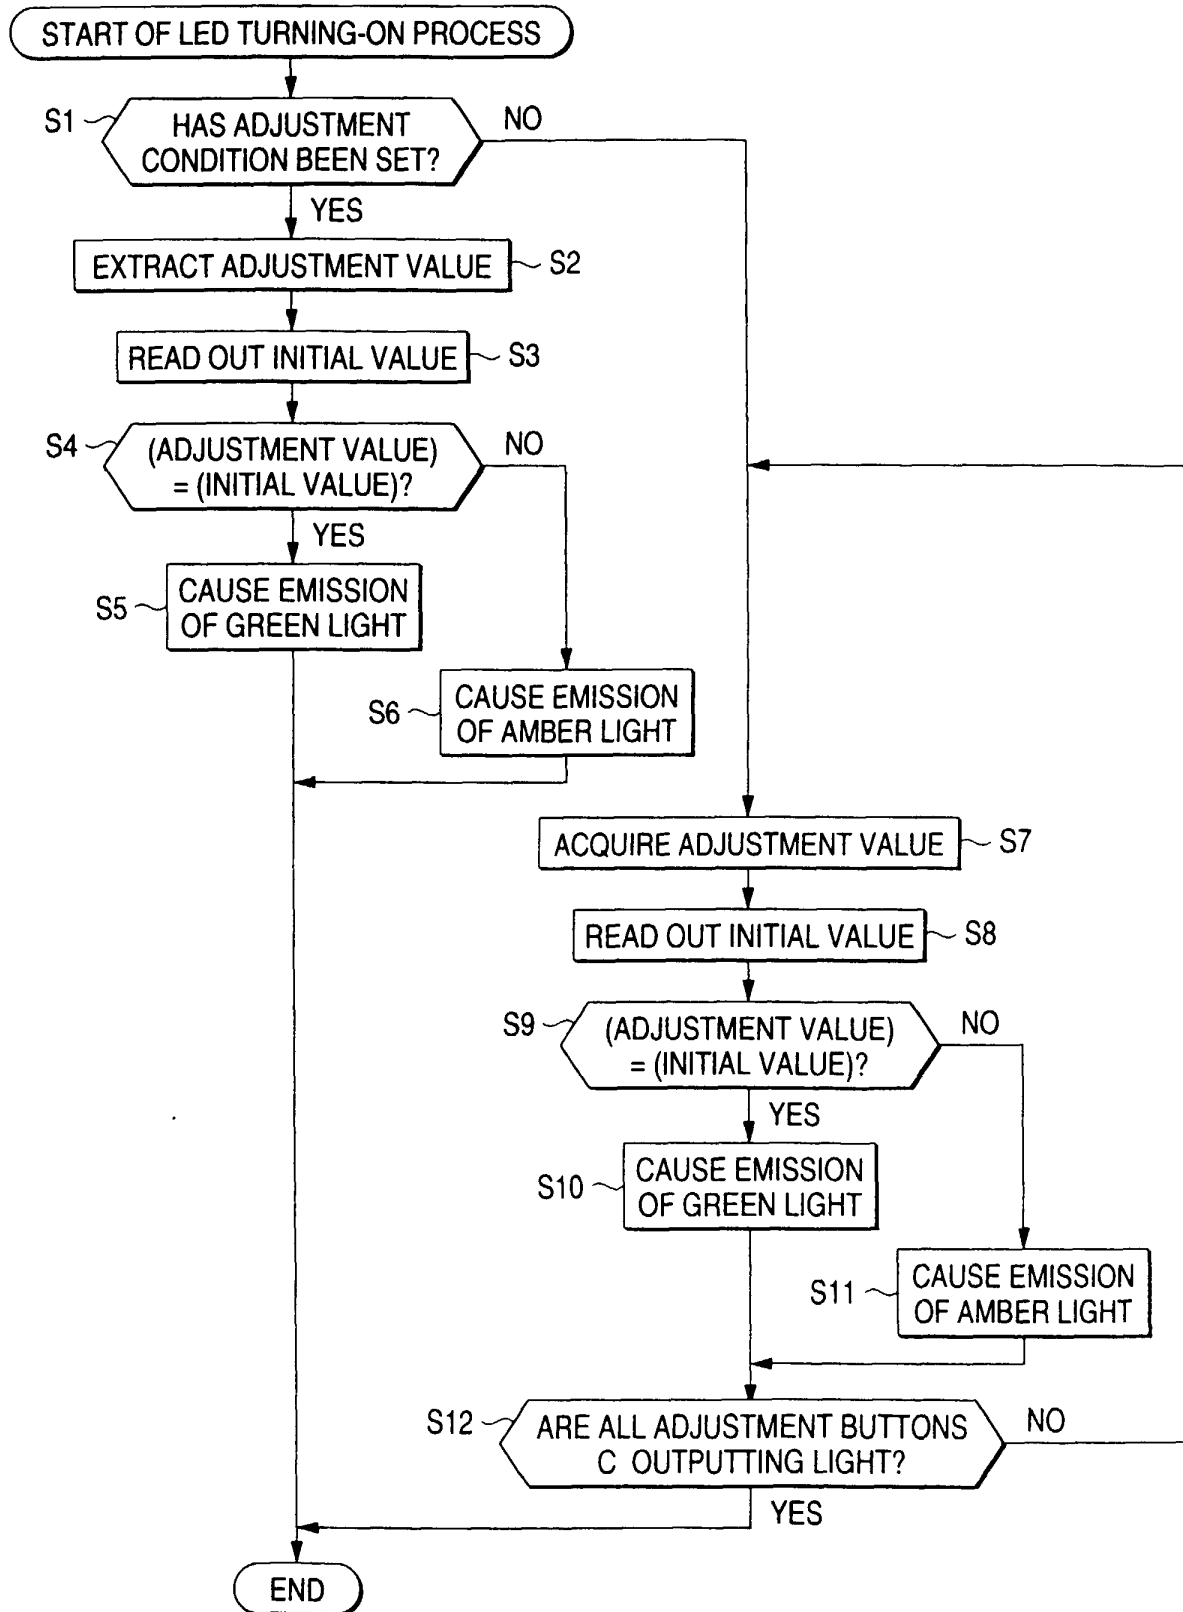 START OF LED TURNING-ON PROCESS
S1
HAS ADJUSTMENT
CONDITION BEEN SET?
NO
YES
EXTRACT ADJUSTMENT VALUE
S2
READ OUT INITIAL VALUE
S3
S4
(ADJUSTMENT VALUE)
= (INITIAL VALUE)?
NO
YES
S5
CAUSE EMISSION
OF GREEN LIGHT
S6
CAUSE EMISSION
OF AMBER LIGHT
ACQUIRE ADJUSTMENT VALUE
S7
READ OUT INITIAL VALUE
S8
S9
(ADJUSTMENT VALUE)
= (INITIAL VALUE)?
NO
YES
S10
CAUSE EMISSION
OF GREEN LIGHT
S11
CAUSE EMISSION
OF AMBER LIGHT
S12
ARE ALL ADJUSTMENT BUTTONS
C OUTPUTTING LIGHT?
NO
YES
END